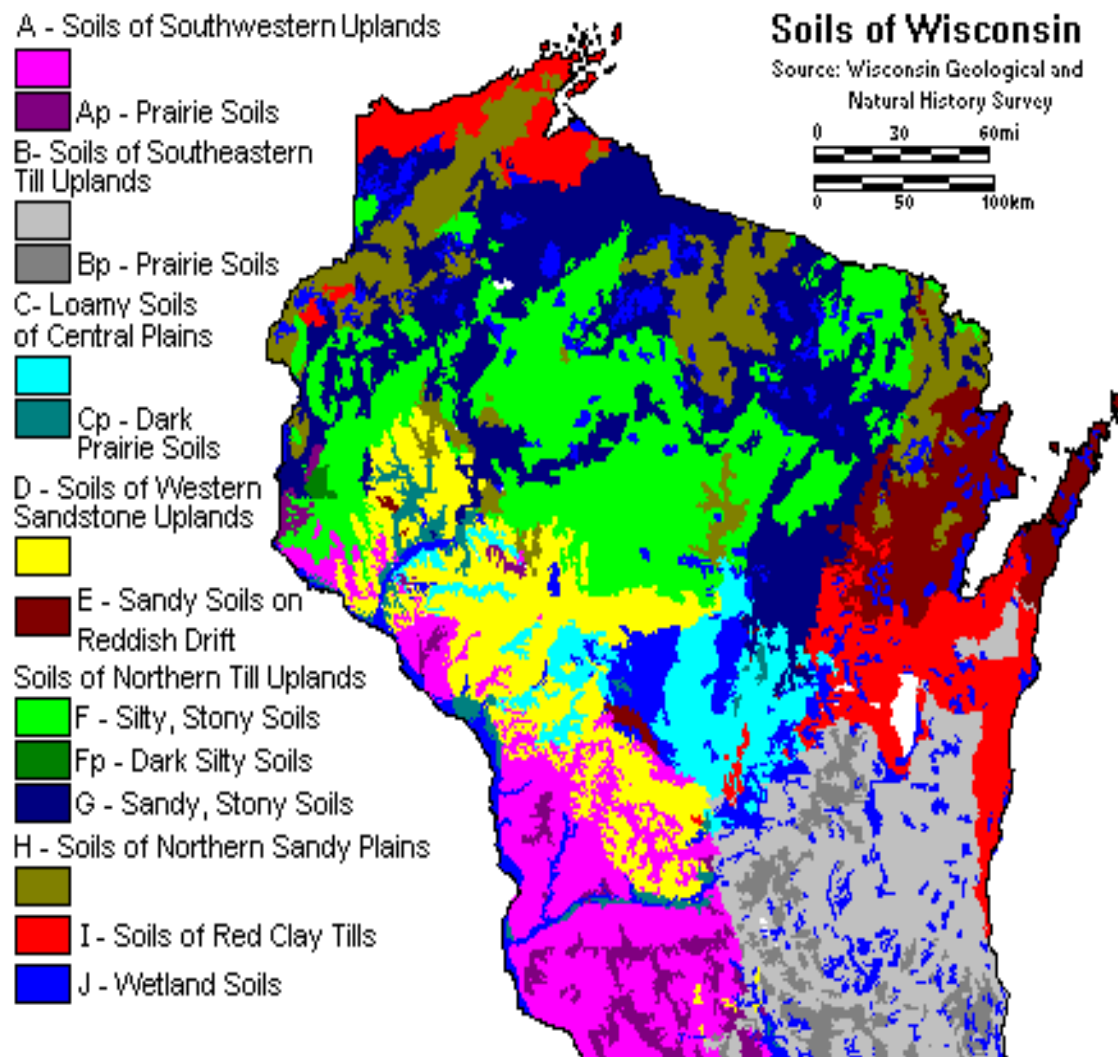 A - Soils of Southwestern Uplands
Ap - Prairie Soils
B- Soils of Southeastern
Till Uplands
Bp - Prairie Soils
C- Loamy Soils
of Central Plains
Cp - Dark
Prairie Soils
D - Soils of Western
Sandstone Uplands
E - Sandy Soils on
Reddish Drift
Soils of Northern Till Uplands
F - Silty, Stony Soils
Fp - Dark Silty Soils
G - Sandy, Stony Soils
H - Soils of Northern Sandy Plains
I - Soils of Red Clay Tills
J - Wetland Soils
Soils of Wisconsin
Source: Wisconsin Geological and
Natural History Survey
0 30 60mi
0 50 100km